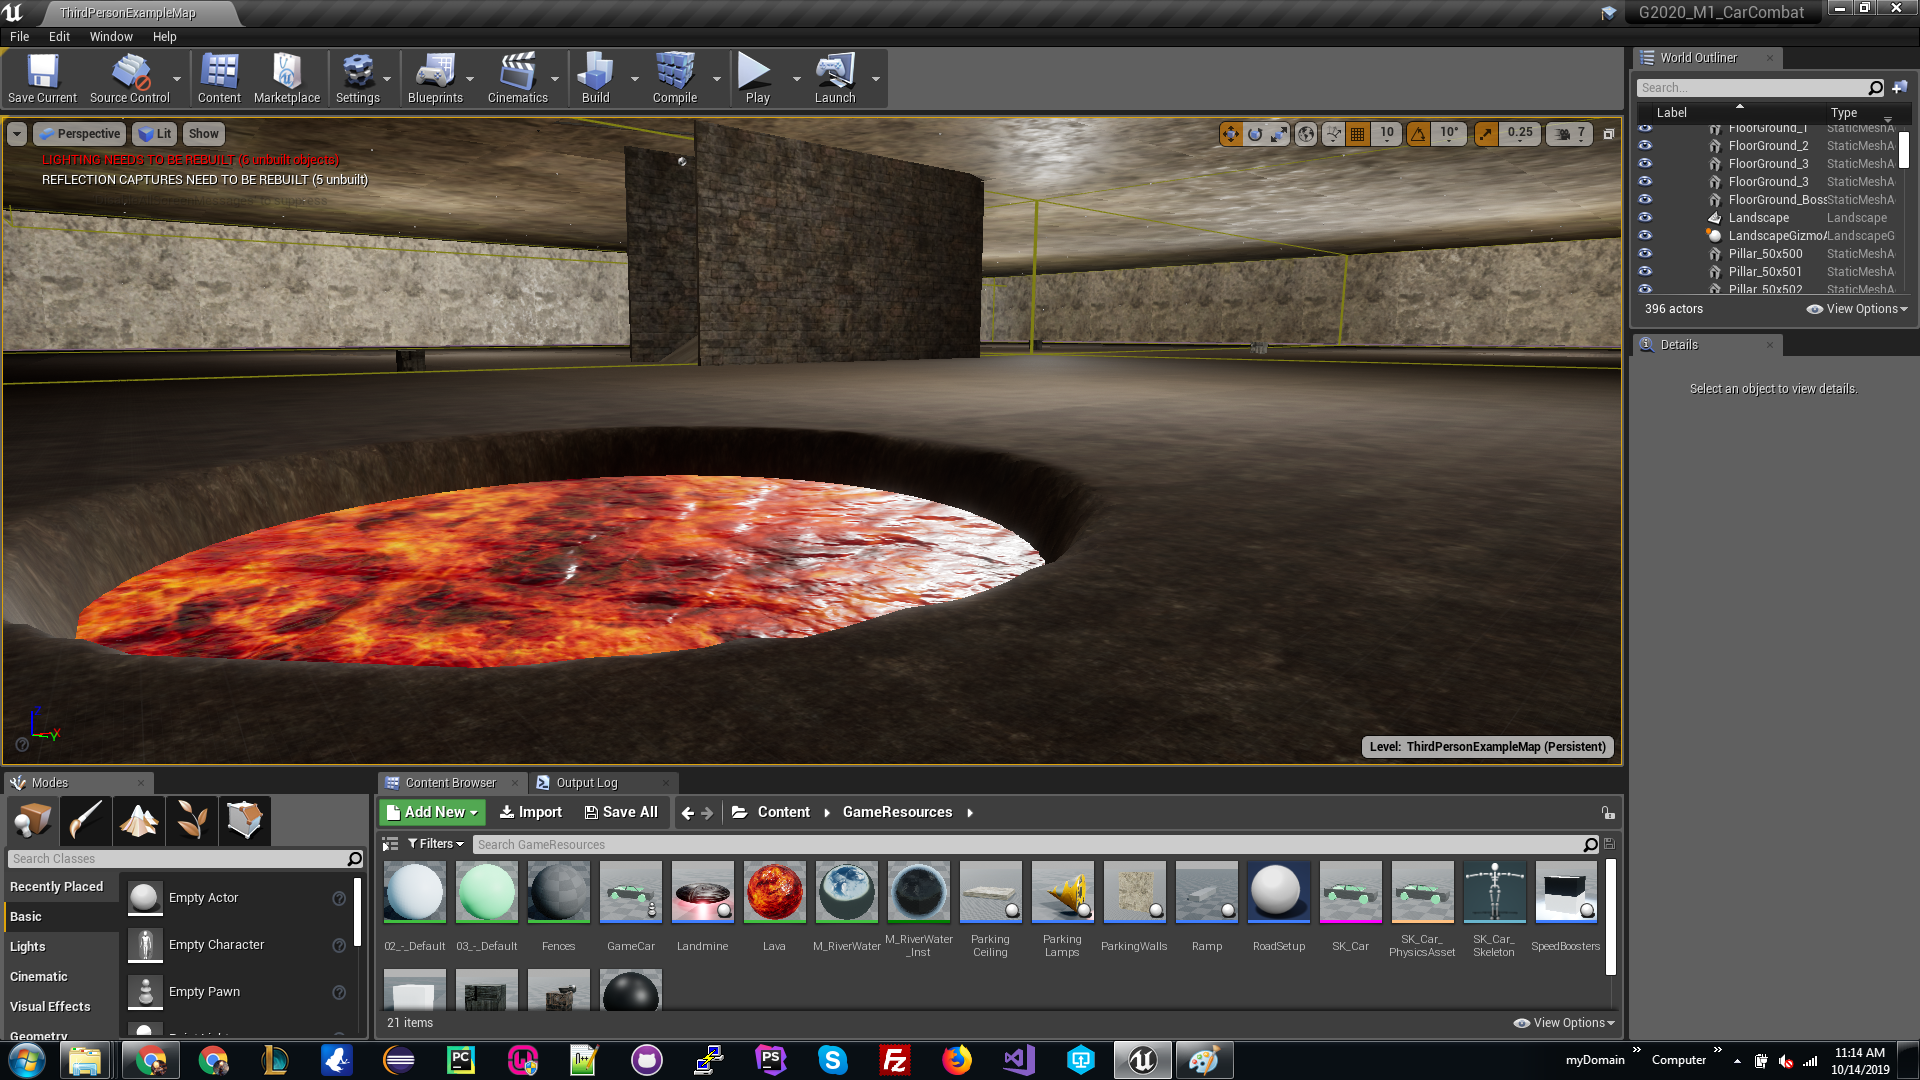 ThirdPersonExampleMap
G2020_M1_CarCombat
File Edit Window Help
Save Current Source Control Content Marketplace Settings Blueprints Cinematics Build Compile Play Launch
Perspective Lit Show
10 10° 0.25 7
LIGHTING NEEDS TO BE REBUILT (6 unbuilt objects)
REFLECTION CAPTURES NEED TO BE REBUILT (5 unbuilt)
Z
X
Y
Level: ThirdPersonExampleMap (Persistent)
World Outliner
Search...
Label Type
FloorGround_1 StaticMeshA
FloorGround_2 StaticMeshA
FloorGround_3 StaticMeshA
FloorGround_3 StaticMeshA
FloorGround_Boss StaticMeshA
Landscape Landscape
LandscapeGizmoA LandscapeG
Pillar_50x500 StaticMeshA
Pillar_50x501 StaticMeshA
Pillar_50x502 StaticMeshA
396 actors View Options
Details
Select an object to view details.
Modes
Search Classes
Recently Placed
Basic
Lights
Cinematic
Visual Effects
Geometry
Empty Actor
Empty Character
Empty Pawn
Content Browser Output Log
Add New Import Save All Content GameResources
Filters Search GameResources
02_-_Default 03_-_Default Fences GameCar Landmine Lava M_RiverWater M_RiverWater_Inst Parking Ceiling Parking Lamps ParkingWalls Ramp RoadSetup SK_Car SK_Car_PhysicsAsset SK_Car_Skeleton SpeedBoosters
21 items View Options
myDomain » Computer »
11:14 AM
10/14/2019